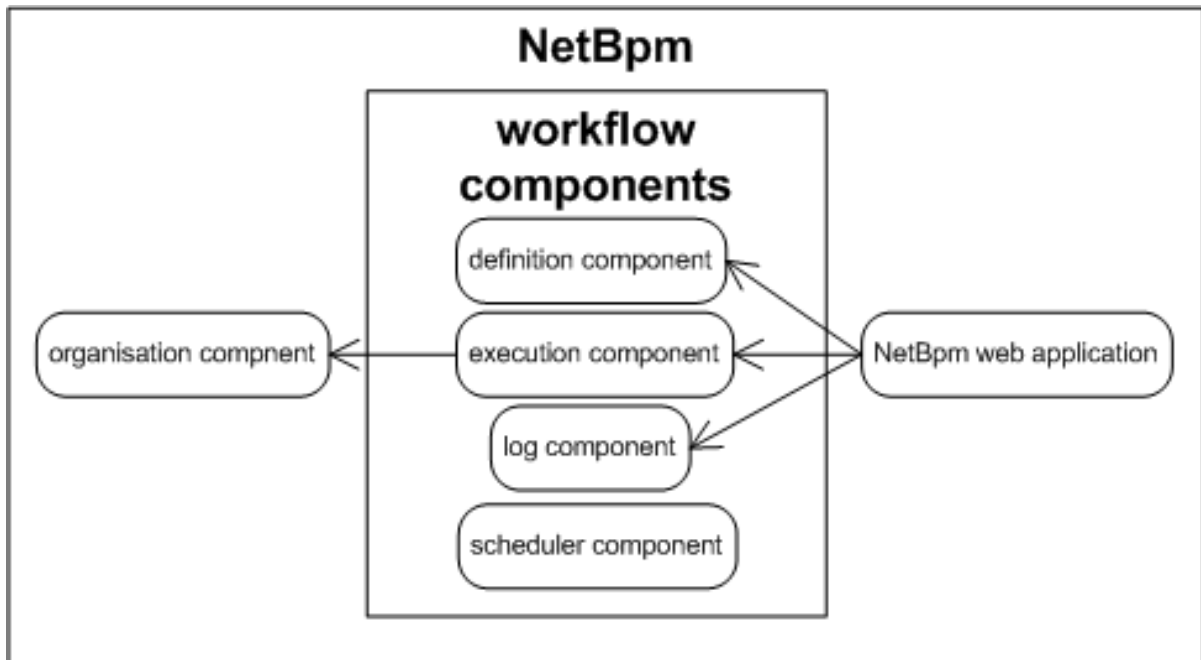 NetBpm
workflow
components
definition component
organisation compnent
execution component
NetBpm web application
log component
scheduler component